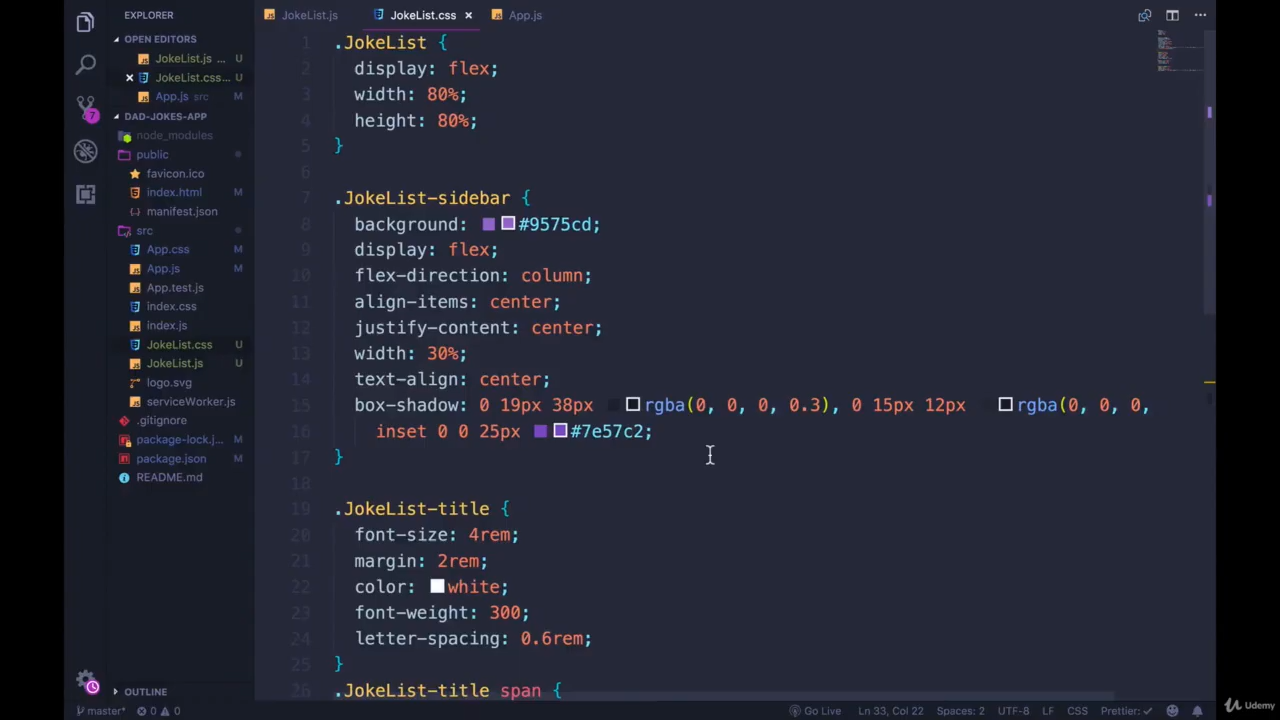 EXPLORER
OPEN EDITORS
JokeList.js ... U
JokeList.css... U
App.js src M
DAD-JOKES-APP
node_modules
public
favicon.ico
index.html M
manifest.json
src
App.css M
App.js M
App.test.js
index.css
index.js
JokeList.css U
JokeList.js U
logo.svg
serviceWorker.js
.gitignore
package-lock.j... M
package.json M
README.md
OUTLINE
JokeList.js JokeList.css App.js
1 .JokeList {
2 display: flex;
3 width: 80%;
4 height: 80%;
5 }
6
7 .JokeList-sidebar {
8 background: #9575cd;
9 display: flex;
10 flex-direction: column;
11 align-items: center;
12 justify-content: center;
13 width: 30%;
14 text-align: center;
15 box-shadow: 0 19px 38px rgba(0, 0, 0, 0.3), 0 15px 12px rgba(0, 0, 0,
16 inset 0 0 25px #7e57c2;
17 }
18
19 .JokeList-title {
20 font-size: 4rem;
21 margin: 2rem;
22 color: white;
23 font-weight: 300;
24 letter-spacing: 0.6rem;
25 }
26 .JokeList-title span {
7
master* 0 0 Go Live Ln 33, Col 22 Spaces: 2 UTF-8 LF CSS Prettier: ✓
Udemy